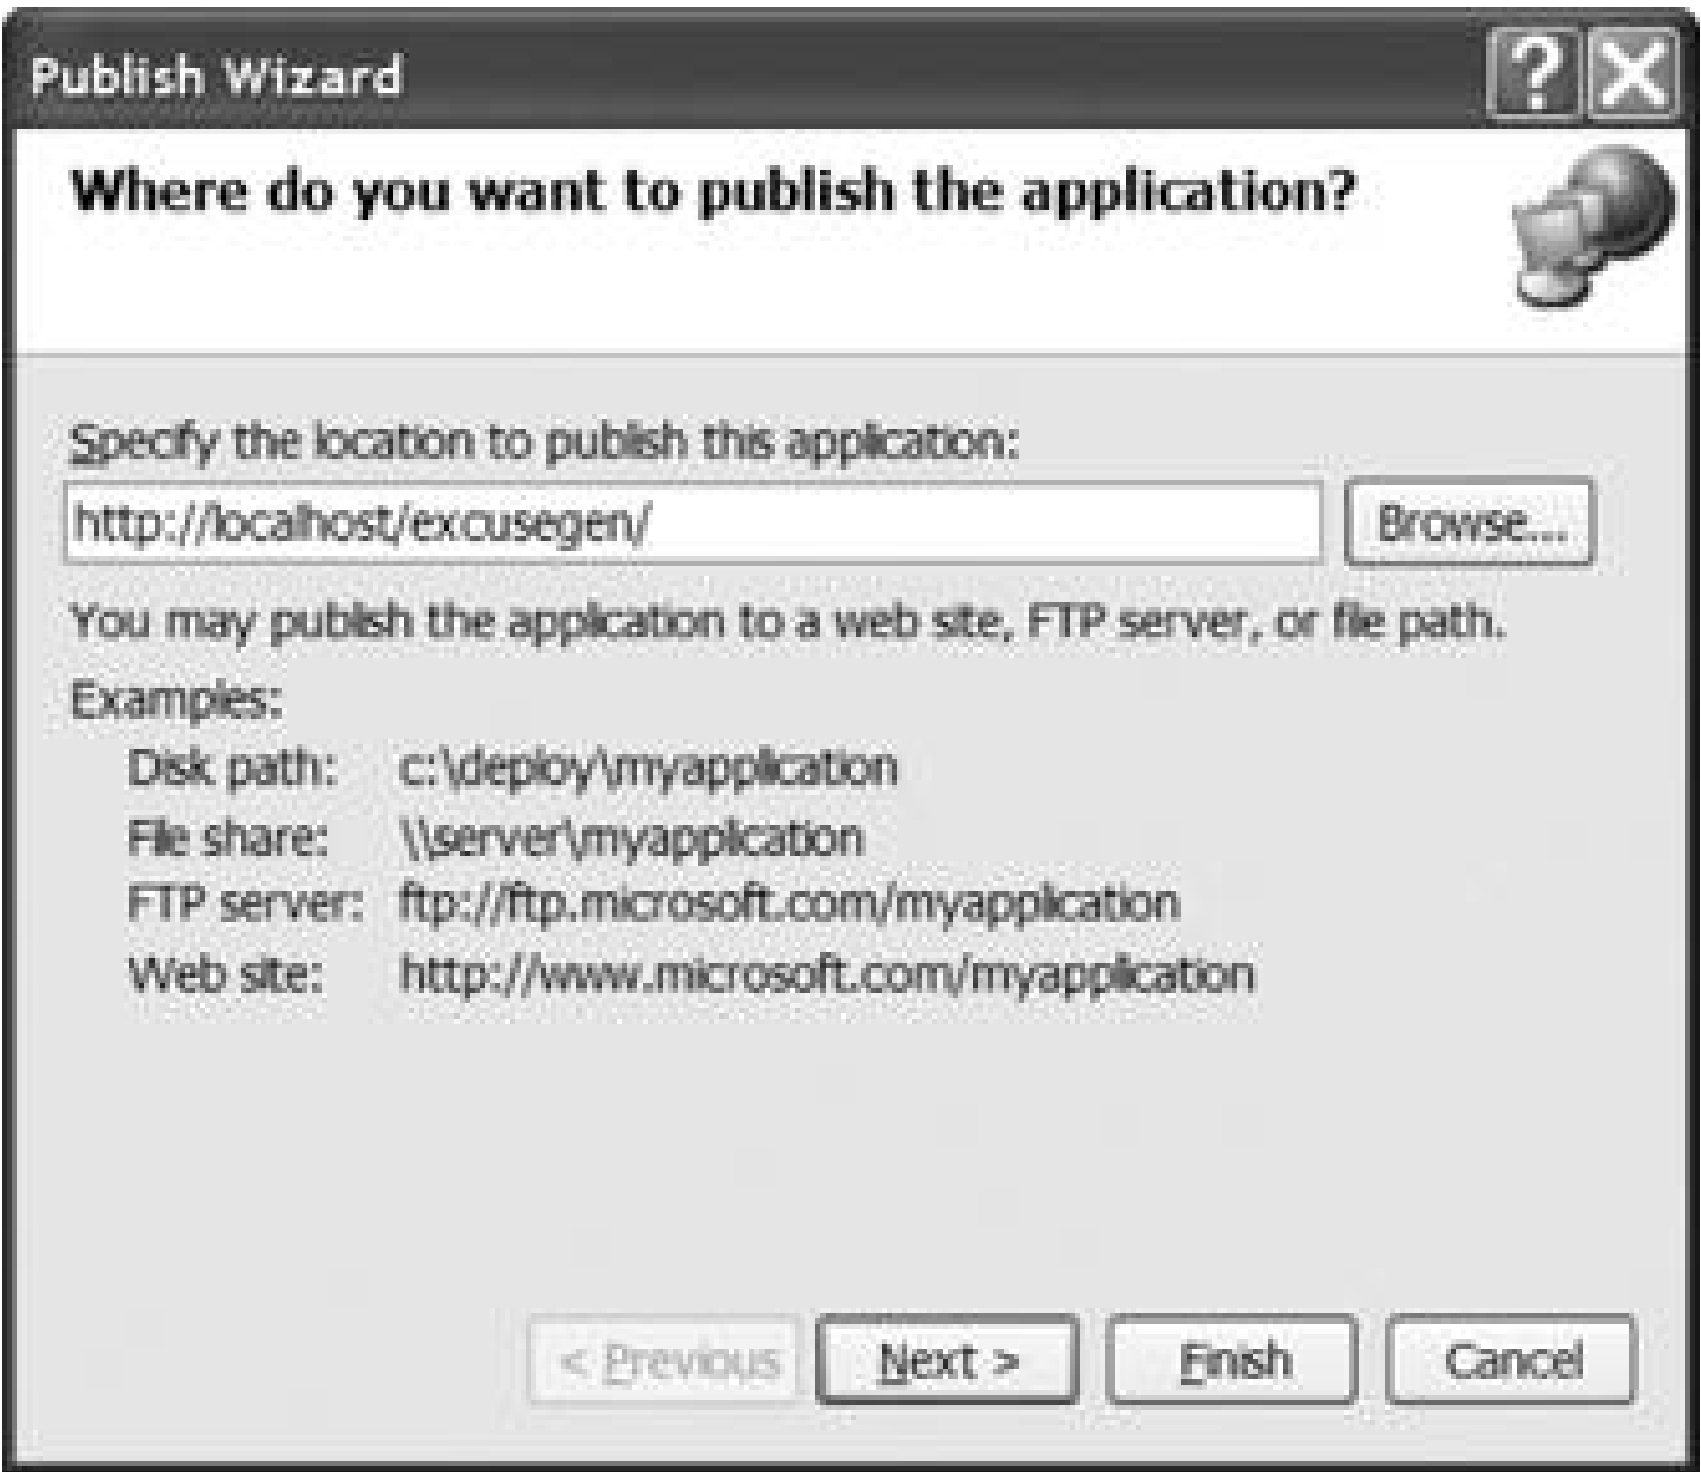 Publish Wizard
Where do you want to publish the application?
Specify the location to publish this application:
http://localhost/excusegen/
Browse...
You may publish the application to a web site, FTP server, or file path.
Examples:
Disk path: c:\deploy\myapplication
File share: \\server\myapplication
FTP server: ftp://ftp.microsoft.com/myapplication
Web site: http://www.microsoft.com/myapplication
< Previous Next > Finish Cancel